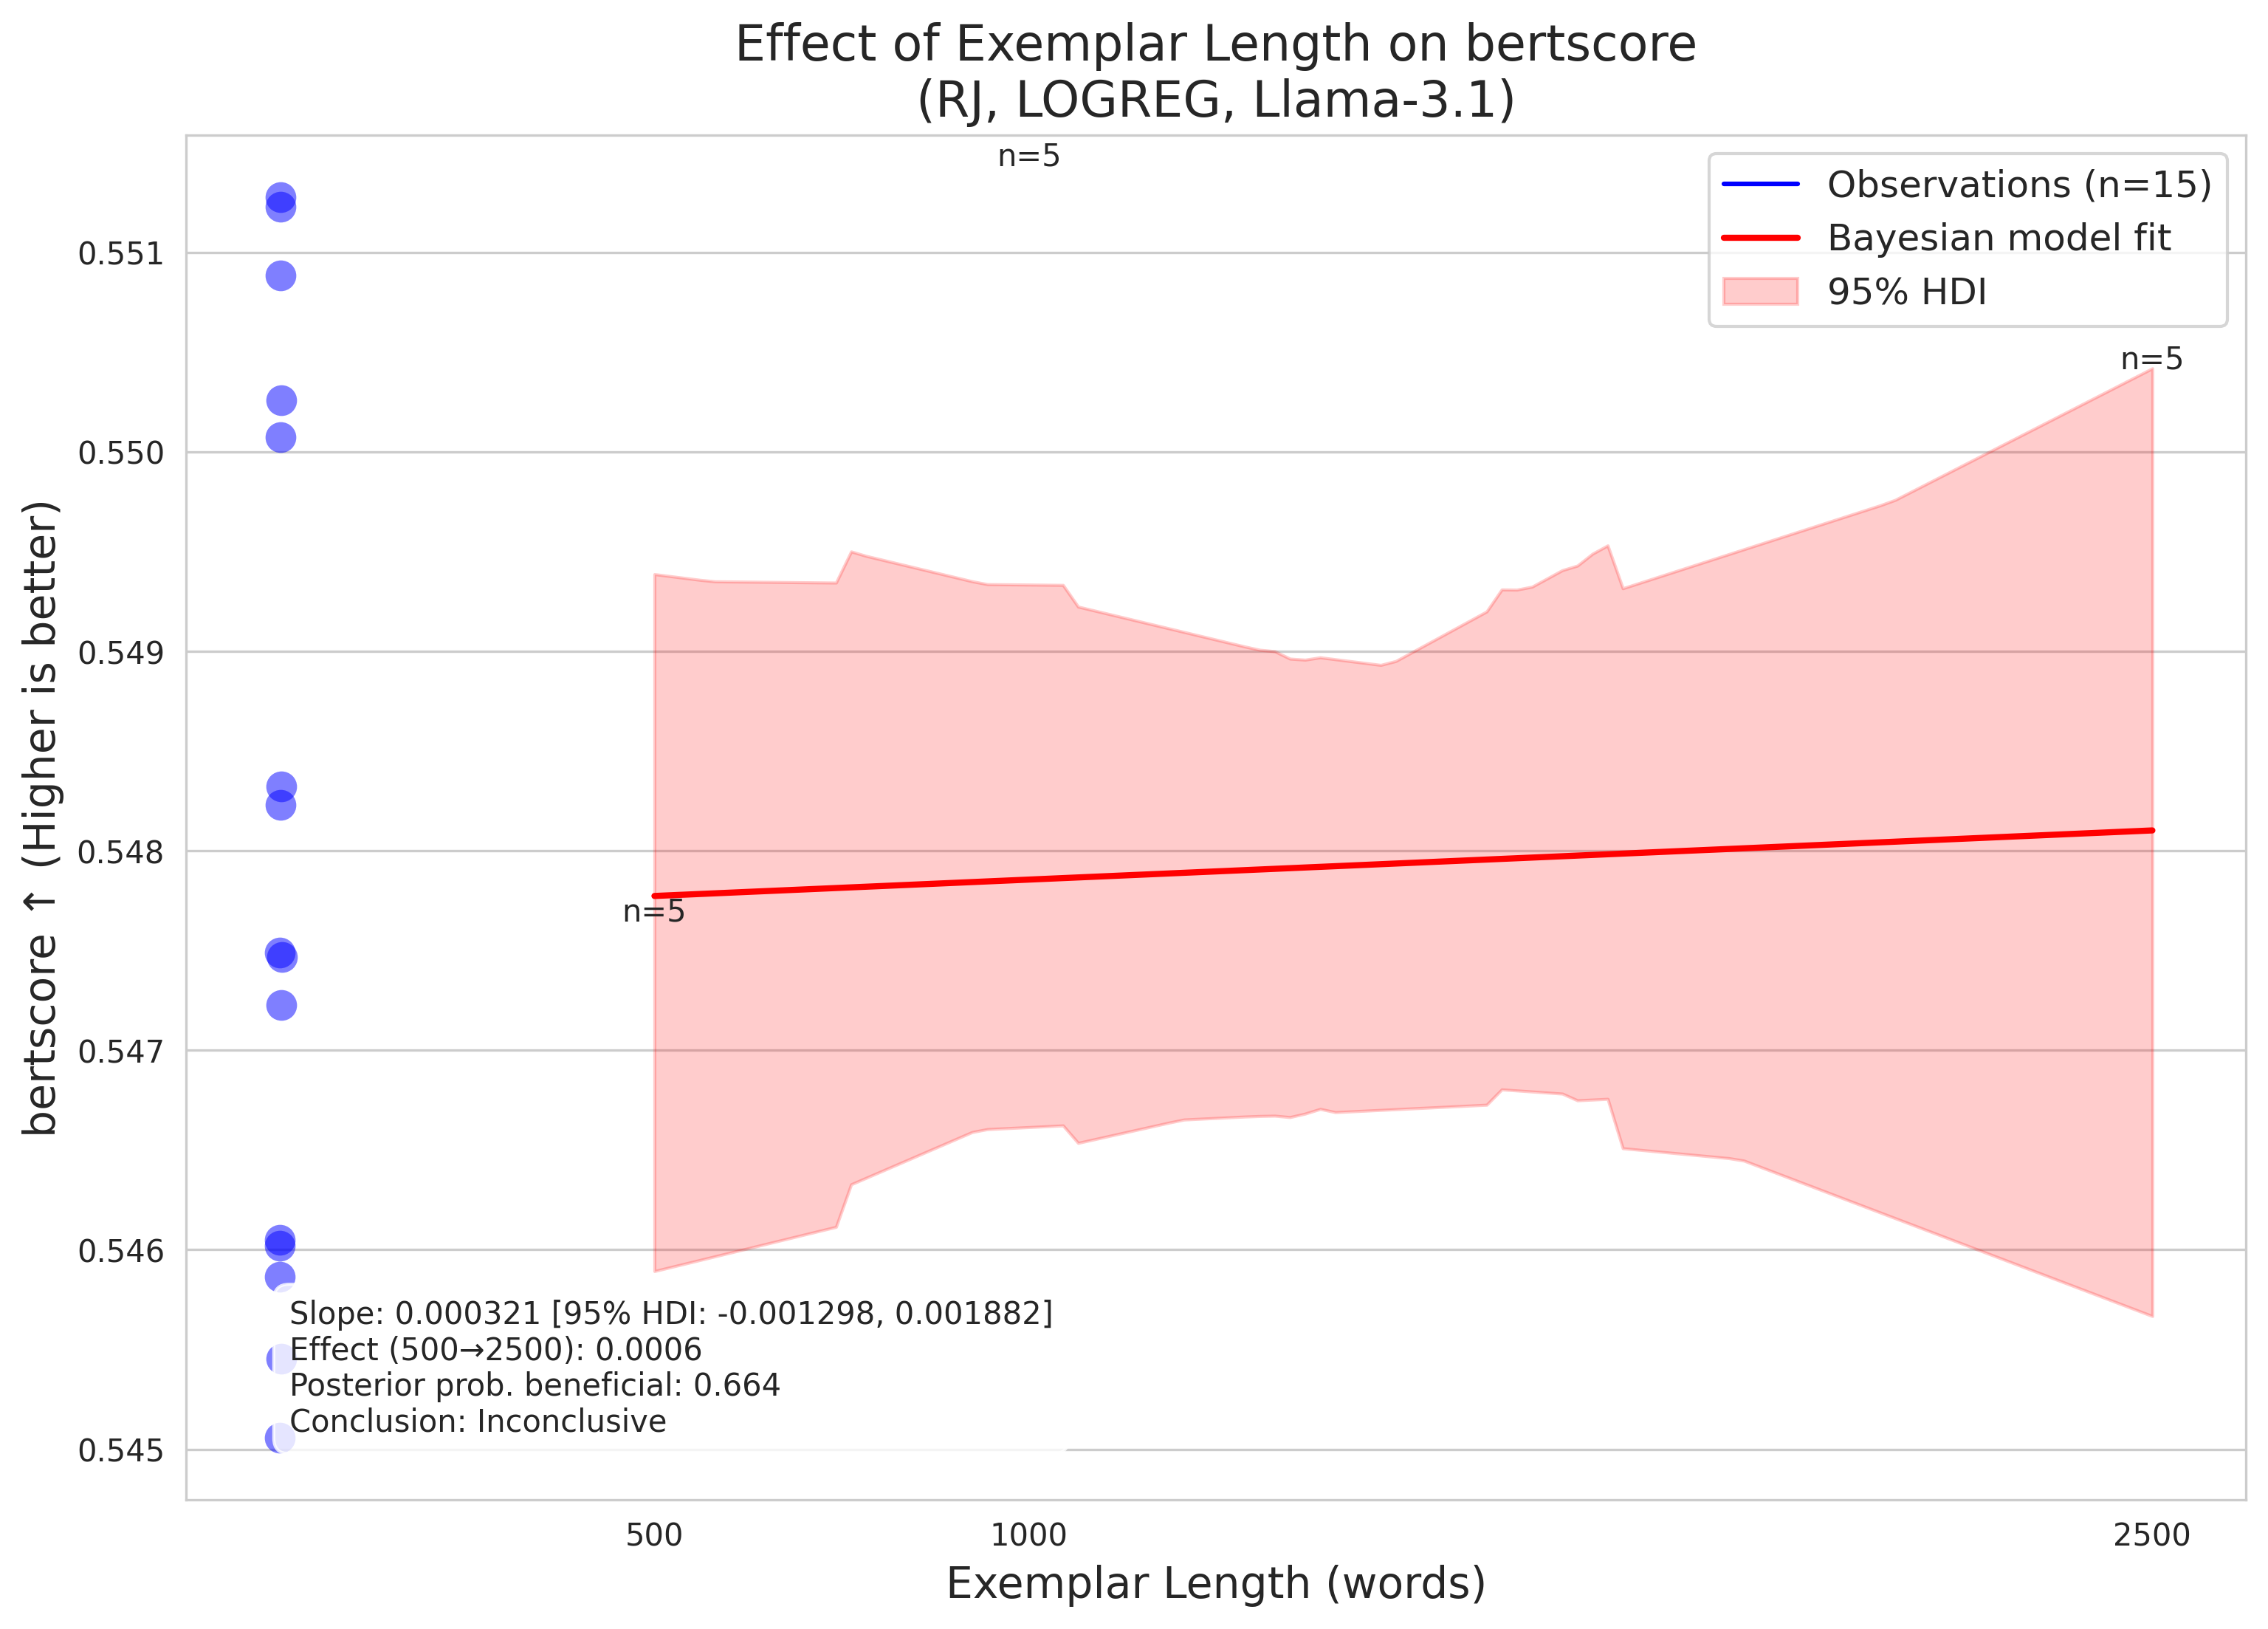 Effect of Exemplar Length on bertscore
(RJ, LOGREG, Llama-3.1)
n=5
Observations (n=15)
Bayesian model fit
95% HDI
n=5
n=5
0.551
0.550
0.549
0.548
0.547
0.546
0.545
bertscore ↑ (Higher is better)
Slope: 0.000321 [95% HDI: -0.001298, 0.001882]
Effect (500→2500): 0.0006
Posterior prob. beneficial: 0.664
Conclusion: Inconclusive
500
1000
2500
Exemplar Length (words)